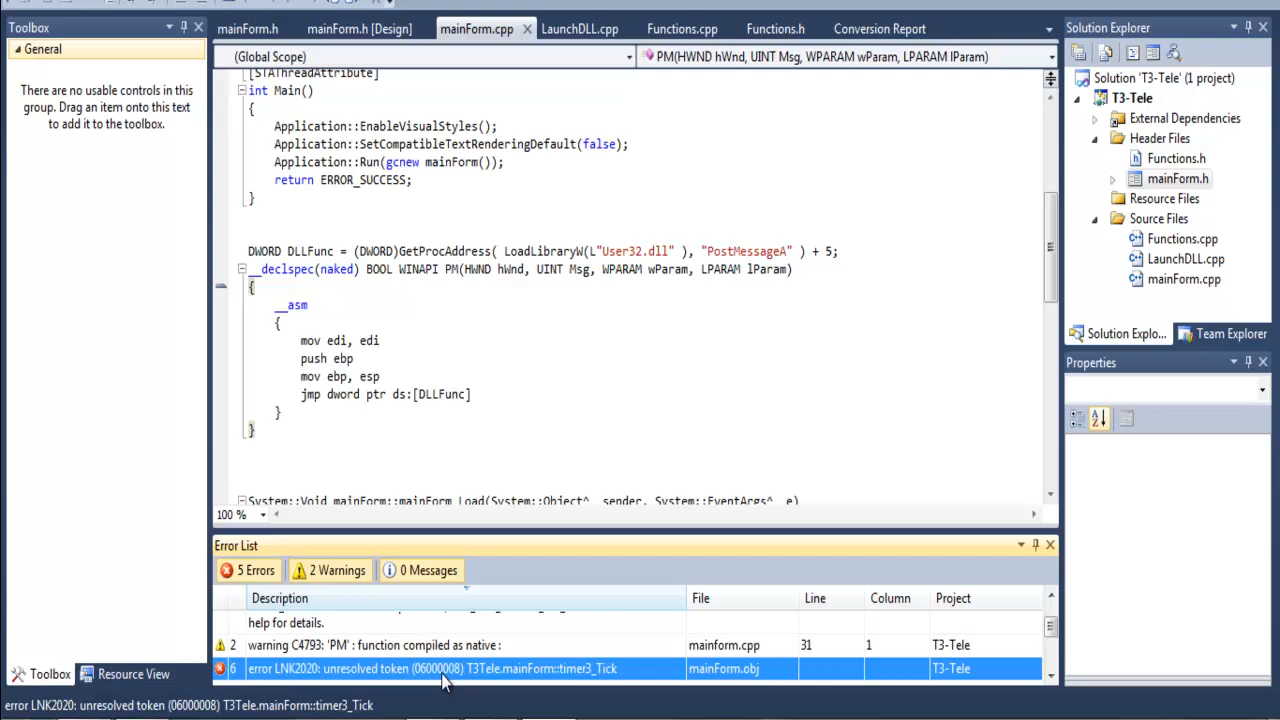 Toolbox
General
There are no usable controls in this
group. Drag an item onto this text
to add it to the toolbox.
Toolbox
Resource View
mainForm.h
mainForm.h [Design]
mainForm.cpp
LaunchDLL.cpp
Functions.cpp
Functions.h
Conversion Report
(Global Scope)
PM(HWND hWnd, UINT Msg, WPARAM wParam, LPARAM lParam)
[STAThreadAttribute]
int Main()
{
Application::EnableVisualStyles();
Application::SetCompatibleTextRenderingDefault(false);
Application::Run(gcnew mainForm());
return ERROR_SUCCESS;
}
DWORD DLLFunc = (DWORD)GetProcAddress( LoadLibraryW(L"User32.dll" ), "PostMessageA" ) + 5;
__declspec(naked) BOOL WINAPI PM(HWND hWnd, UINT Msg, WPARAM wParam, LPARAM lParam)
{
__asm
{
mov edi, edi
push ebp
mov ebp, esp
jmp dword ptr ds:[DLLFunc]
}
}
System::Void mainForm::mainForm_Load(System::Object^ sender, System::EventArgs^ e)
100 %
Error List
5 Errors
2 Warnings
0 Messages
Description File Line Column Project
help for details.
2 warning C4793: 'PM' : function compiled as native : mainform.cpp 31 1 T3-Tele
6 error LNK2020: unresolved token (06000008) T3Tele.mainForm::timer3_Tick mainForm.obj T3-Tele
Solution Explorer
Solution 'T3-Tele' (1 project)
T3-Tele
External Dependencies
Header Files
Functions.h
mainForm.h
Resource Files
Source Files
Functions.cpp
LaunchDLL.cpp
mainForm.cpp
Solution Explo...
Team Explorer
Properties
error LNK2020: unresolved token (06000008) T3Tele.mainForm::timer3_Tick